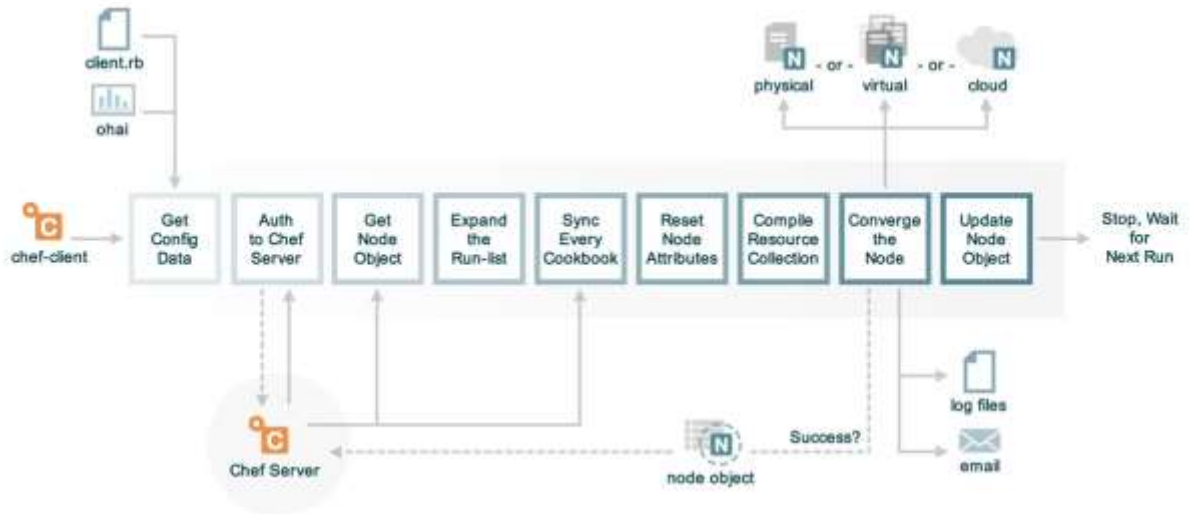 client.rb
ohai
physical
- or -
virtual
- or -
cloud
N
N
N
C
chef-client
Get
Config
Data
Auth
to Chef
Server
Get
Node
Object
Expand
the
Run-list
Sync
Every
Cookbook
Reset
Node
Attributes
Compile
Resource
Collection
Converge
the
Node
Update
Node
Object
Stop, Wait
for
Next Run
C
Chef Server
N
node object
Success?
log files
email